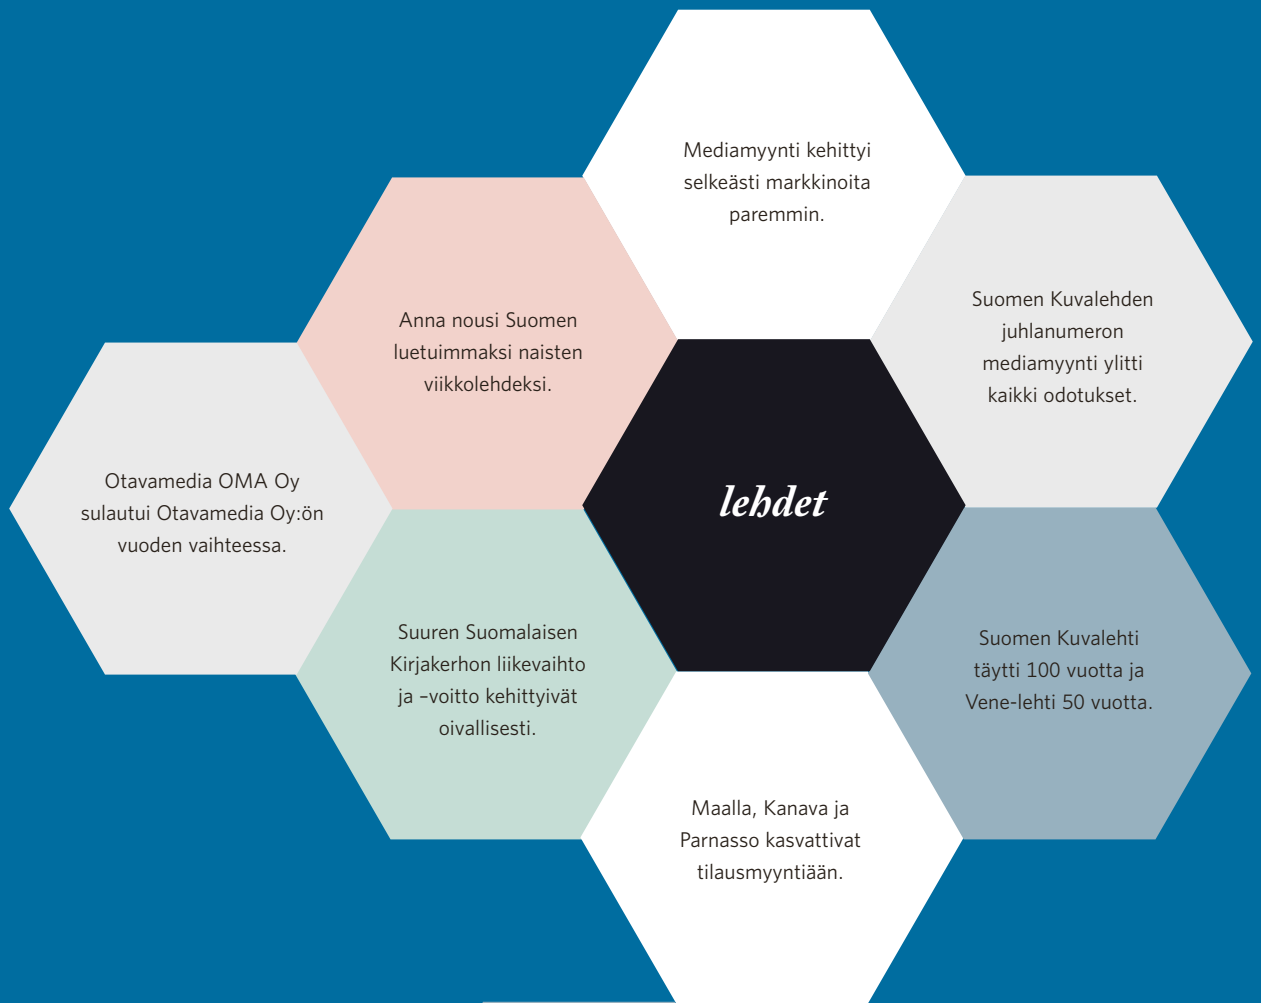 Mediamyynti kehittyi
selkeästi markkinoita
paremmin.
Anna nousi Suomen
luetuimmaksi naisten
viikkolehdeksi.
Suomen Kuvalehden
juhlanumeron
mediamyynti ylitti
kaikki odotukset.
Otavamedia OMA Oy
sulautui Otavamedia Oy:ön
vuoden vaihteessa.
lehdet
Suuren Suomalaisen
Kirjakerhon liikevaihto
ja –voitto kehittyivät
oivallisesti.
Suomen Kuvalehti
täytti 100 vuotta ja
Vene-lehti 50 vuotta.
Maalla, Kanava ja
Parnasso kasvattivat
tilausmyyntiään.